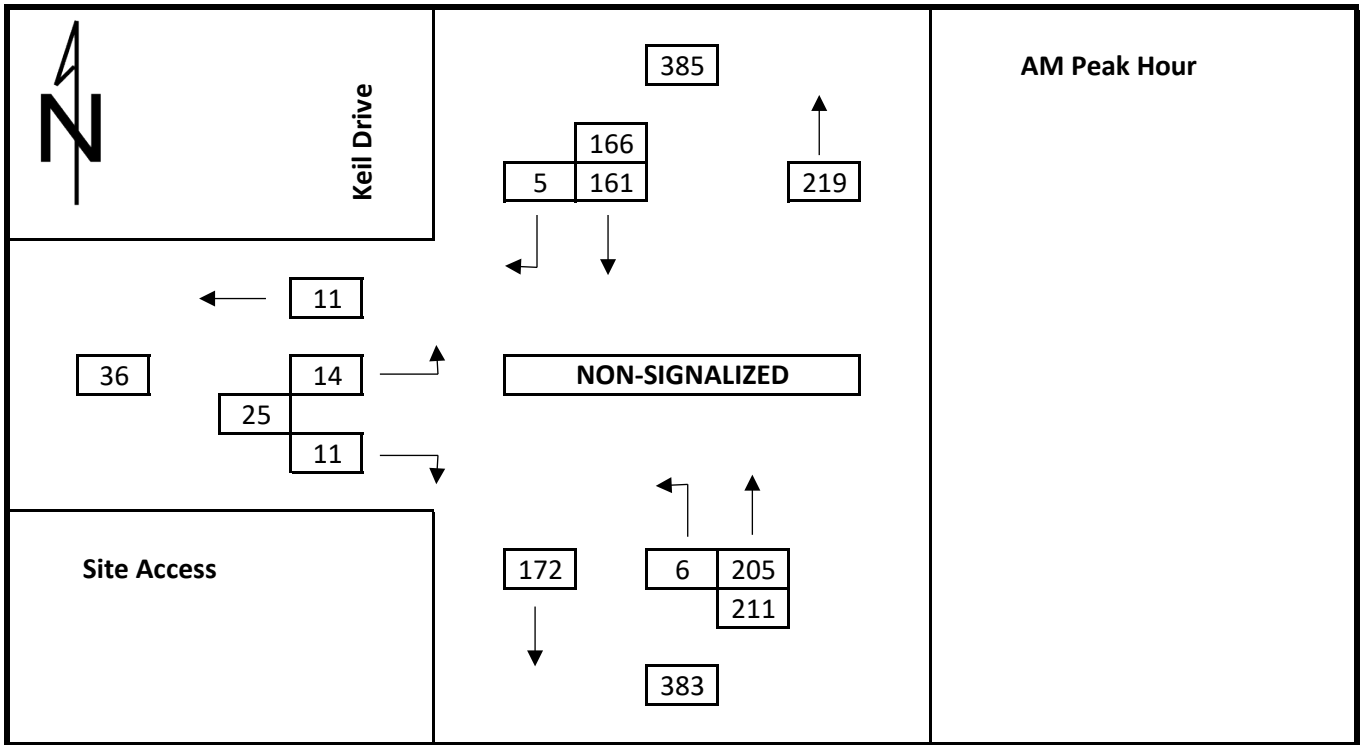 N
Keil Drive
385
AM Peak Hour
166
5 161
219
11
36
14
NON-SIGNALIZED
25
11
Site Access
172
6 205
211
383